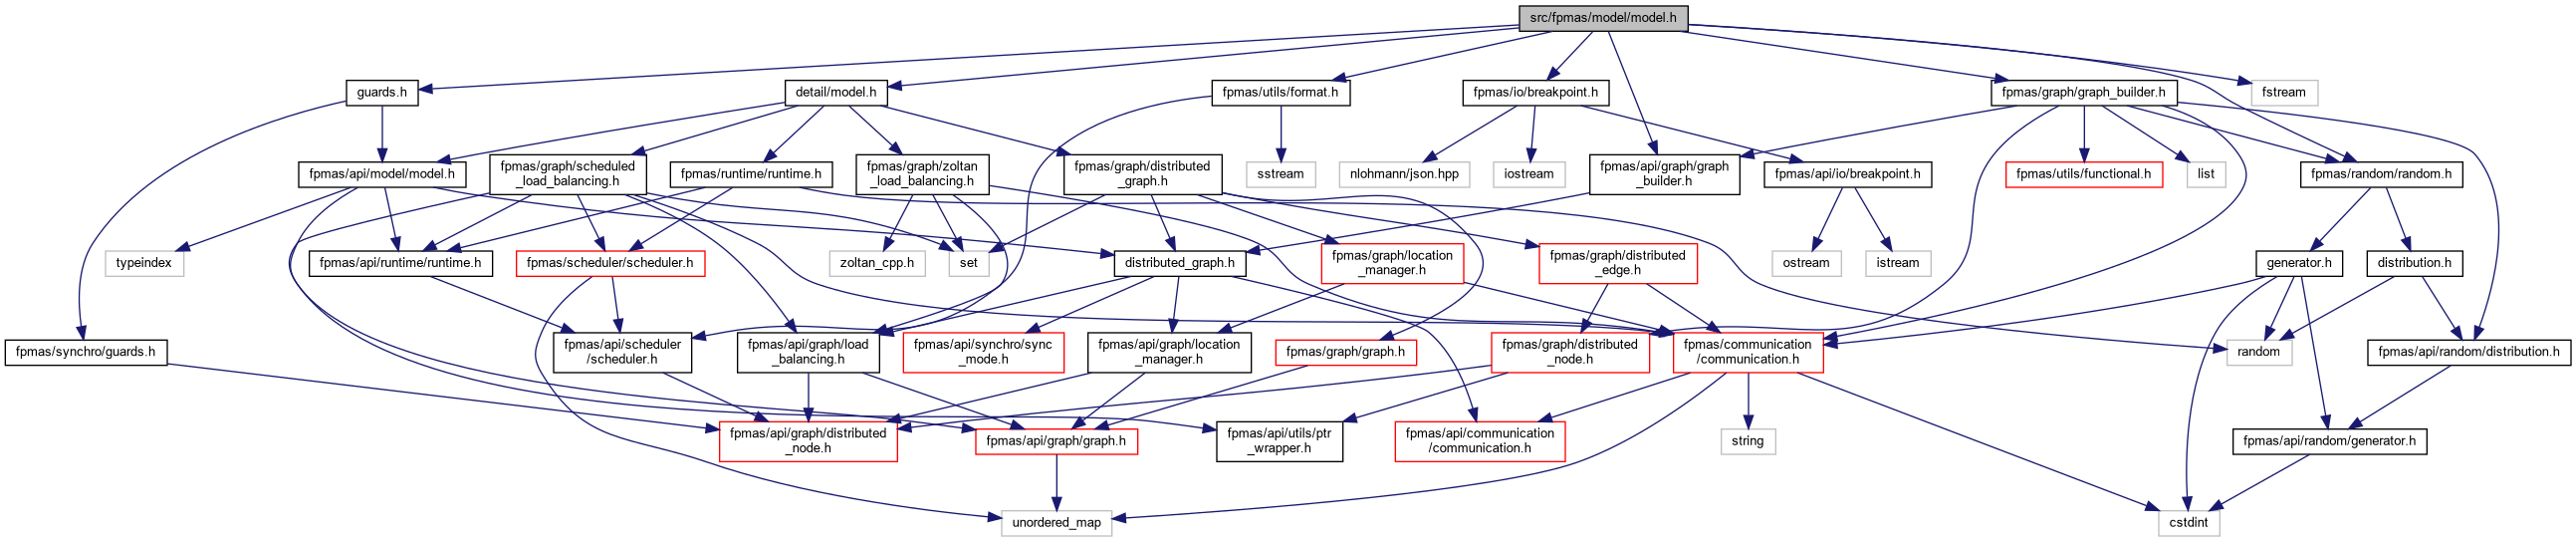 src/fpmas/model/model.h
guards.h
detail/model.h
fpmas/utils/format.h
fpmas/io/breakpoint.h
fpmas/graph/graph_builder.h
fstream
fpmas/api/model/model.h
fpmas/graph/scheduled
_load_balancing.h
fpmas/runtime/runtime.h
fpmas/graph/zoltan
_load_balancing.h
fpmas/graph/distributed
_graph.h
sstream
nlohmann/json.hpp
iostream
fpmas/api/graph/graph
_builder.h
fpmas/api/io/breakpoint.h
fpmas/utils/functional.h
list
fpmas/random/random.h
typeindex
fpmas/api/runtime/runtime.h
fpmas/scheduler/scheduler.h
zoltan_cpp.h
set
distributed_graph.h
fpmas/graph/location
_manager.h
fpmas/graph/distributed
_edge.h
ostream
istream
generator.h
distribution.h
fpmas/synchro/guards.h
fpmas/api/scheduler
/scheduler.h
fpmas/api/graph/load
_balancing.h
fpmas/api/synchro/sync
_mode.h
fpmas/api/graph/location
_manager.h
fpmas/graph/graph.h
fpmas/graph/distributed
_node.h
fpmas/communication
/communication.h
random
fpmas/api/random/distribution.h
fpmas/api/graph/distributed
_node.h
fpmas/api/graph/graph.h
fpmas/api/utils/ptr
_wrapper.h
fpmas/api/communication
/communication.h
string
fpmas/api/random/generator.h
unordered_map
cstdint